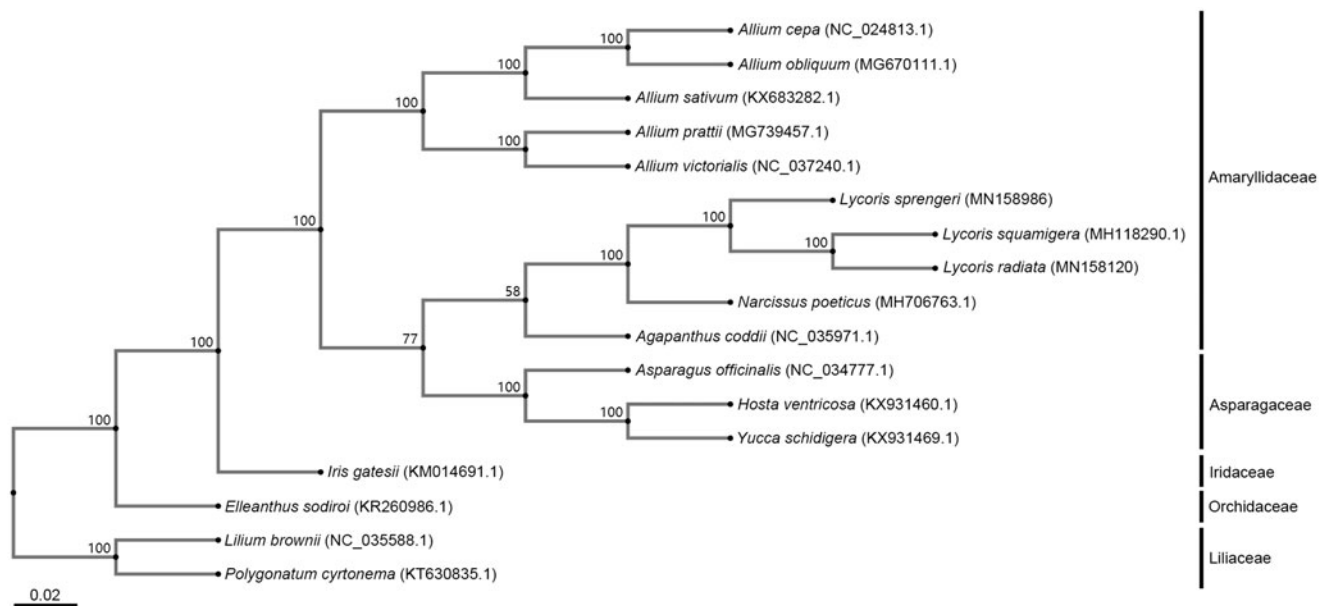 Allium cepa (NC_024813.1)
100
Allium obliquum (MG670111.1)
100
Allium sativum (KX683282.1)
100
Allium prattii (MG739457.1)
100
Allium victorialis (NC_037240.1)
Amaryllidaceae
Lycoris sprengeri (MN158986)
100
100
Lycoris squamigera (MH118290.1)
100
100
Lycoris radiata (MN158120)
58
Narcissus poeticus (MH706763.1)
Agapanthus coddii (NC_035971.1)
100
77
Asparagus officinalis (NC_034777.1)
100
Hosta ventricosa (KX931460.1)
Asparagaceae
100
100
Yucca schidigera (KX931469.1)
Iris gatesii (KM014691.1)
Iridaceae
Elleanthus sodiroi (KR260986.1)
Orchidaceae
Lilium brownii (NC_035588.1)
100
Liliaceae
Polygonatum cyrtonema (KT630835.1)
0.02